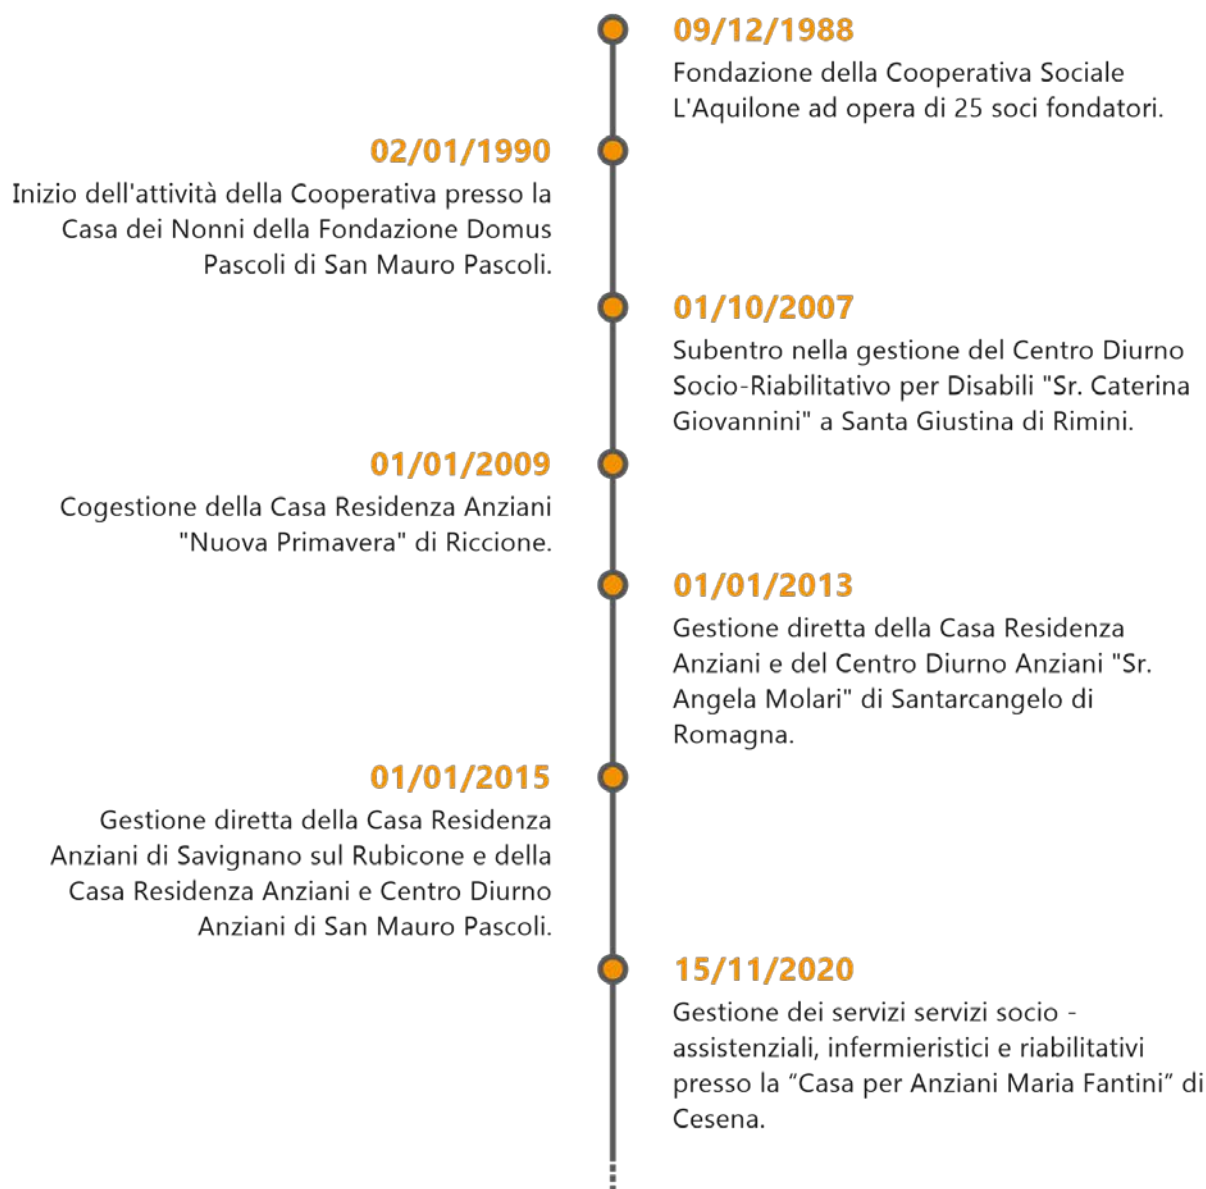 09/12/1988
Fondazione della Cooperativa Sociale
L'Aquilone ad opera di 25 soci fondatori.
02/01/1990
Inizio dell'attività della Cooperativa presso la
Casa dei Nonni della Fondazione Domus
Pascoli di San Mauro Pascoli.
01/10/2007
Subentro nella gestione del Centro Diurno
Socio-Riabilitativo per Disabili "Sr. Caterina
Giovannini" a Santa Giustina di Rimini.
01/01/2009
Cogestione della Casa Residenza Anziani
"Nuova Primavera" di Riccione.
01/01/2013
Gestione diretta della Casa Residenza
Anziani e del Centro Diurno Anziani "Sr.
Angela Molari" di Santarcangelo di
Romagna.
01/01/2015
Gestione diretta della Casa Residenza
Anziani di Savignano sul Rubicone e della
Casa Residenza Anziani e Centro Diurno
Anziani di San Mauro Pascoli.
15/11/2020
Gestione dei servizi servizi socio -
assistenziali, infermieristici e riabilitativi
presso la “Casa per Anziani Maria Fantini” di
Cesena.